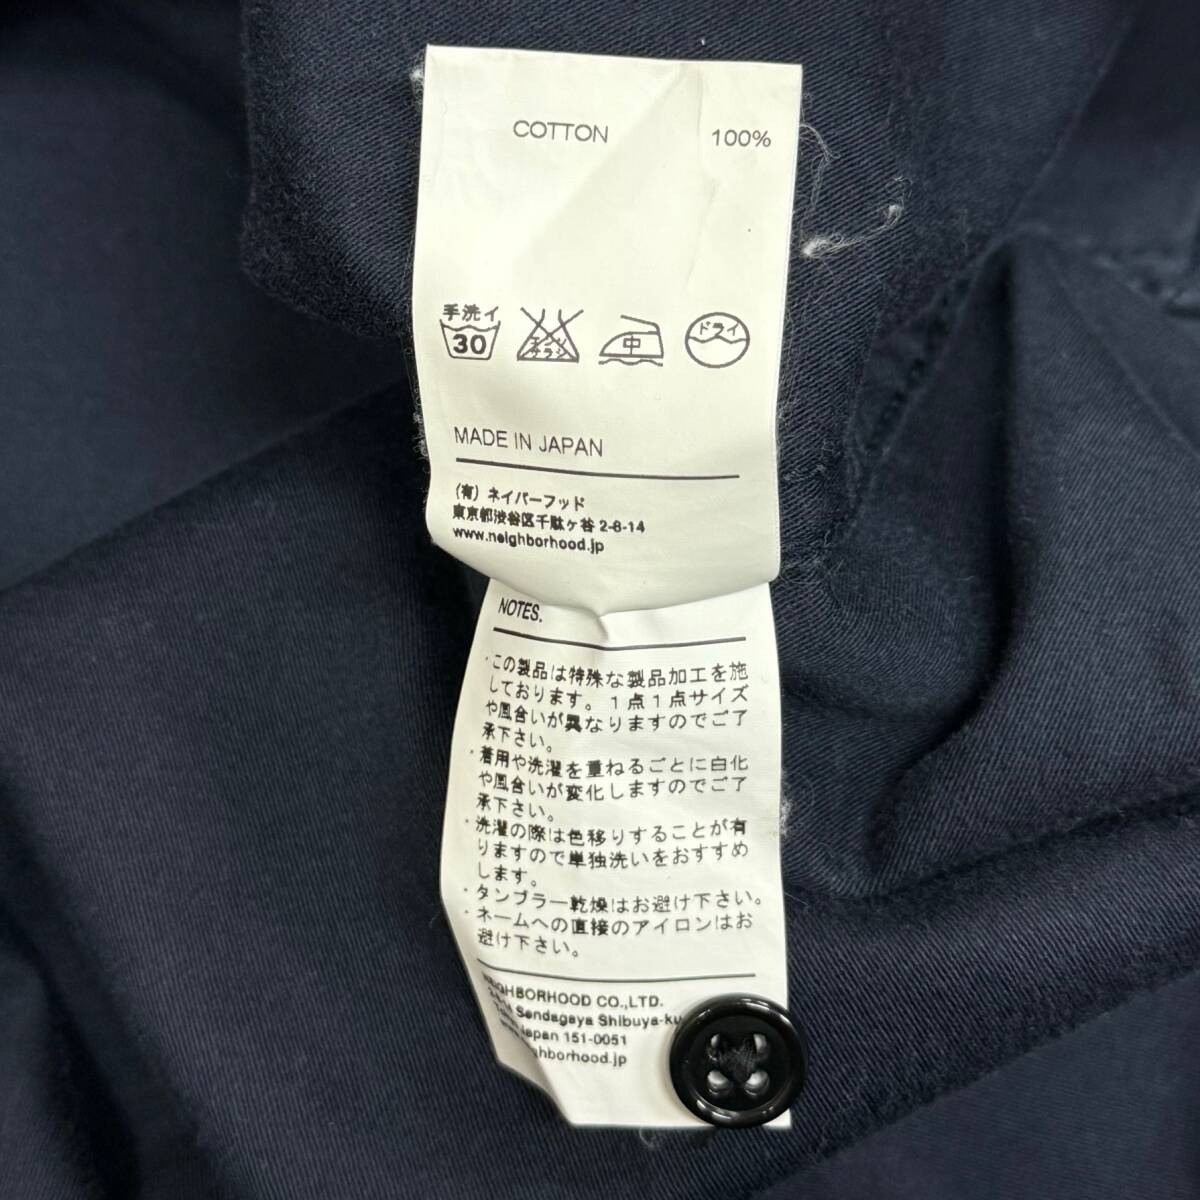 COTTON 100%
手洗イ
30 エンソサラシ 中 ドライ
MADE IN JAPAN
(有) ネイバーフッド
東京都渋谷区千駄ヶ谷 2-8-14
www.neighborhood.jp
NOTES.
・この製品は特殊な製品加工を施
しております。1点1点サイズ
や風合いが異なりますのでご了
承下さい。
・着用や洗濯を重ねるごとに白化
や風合いが変化しますのでご了
承下さい。
・洗濯の際は色移りすることが有
りますので単独洗いをおすすめ
します。
・タンブラー乾燥はお避け下さい。
・ネームへの直接のアイロンはお
避け下さい。
NEIGHBORHOOD CO.,LTD.
Sendagaya Shibuya-ku
Japan 151-0051
www.neighborhood.jp